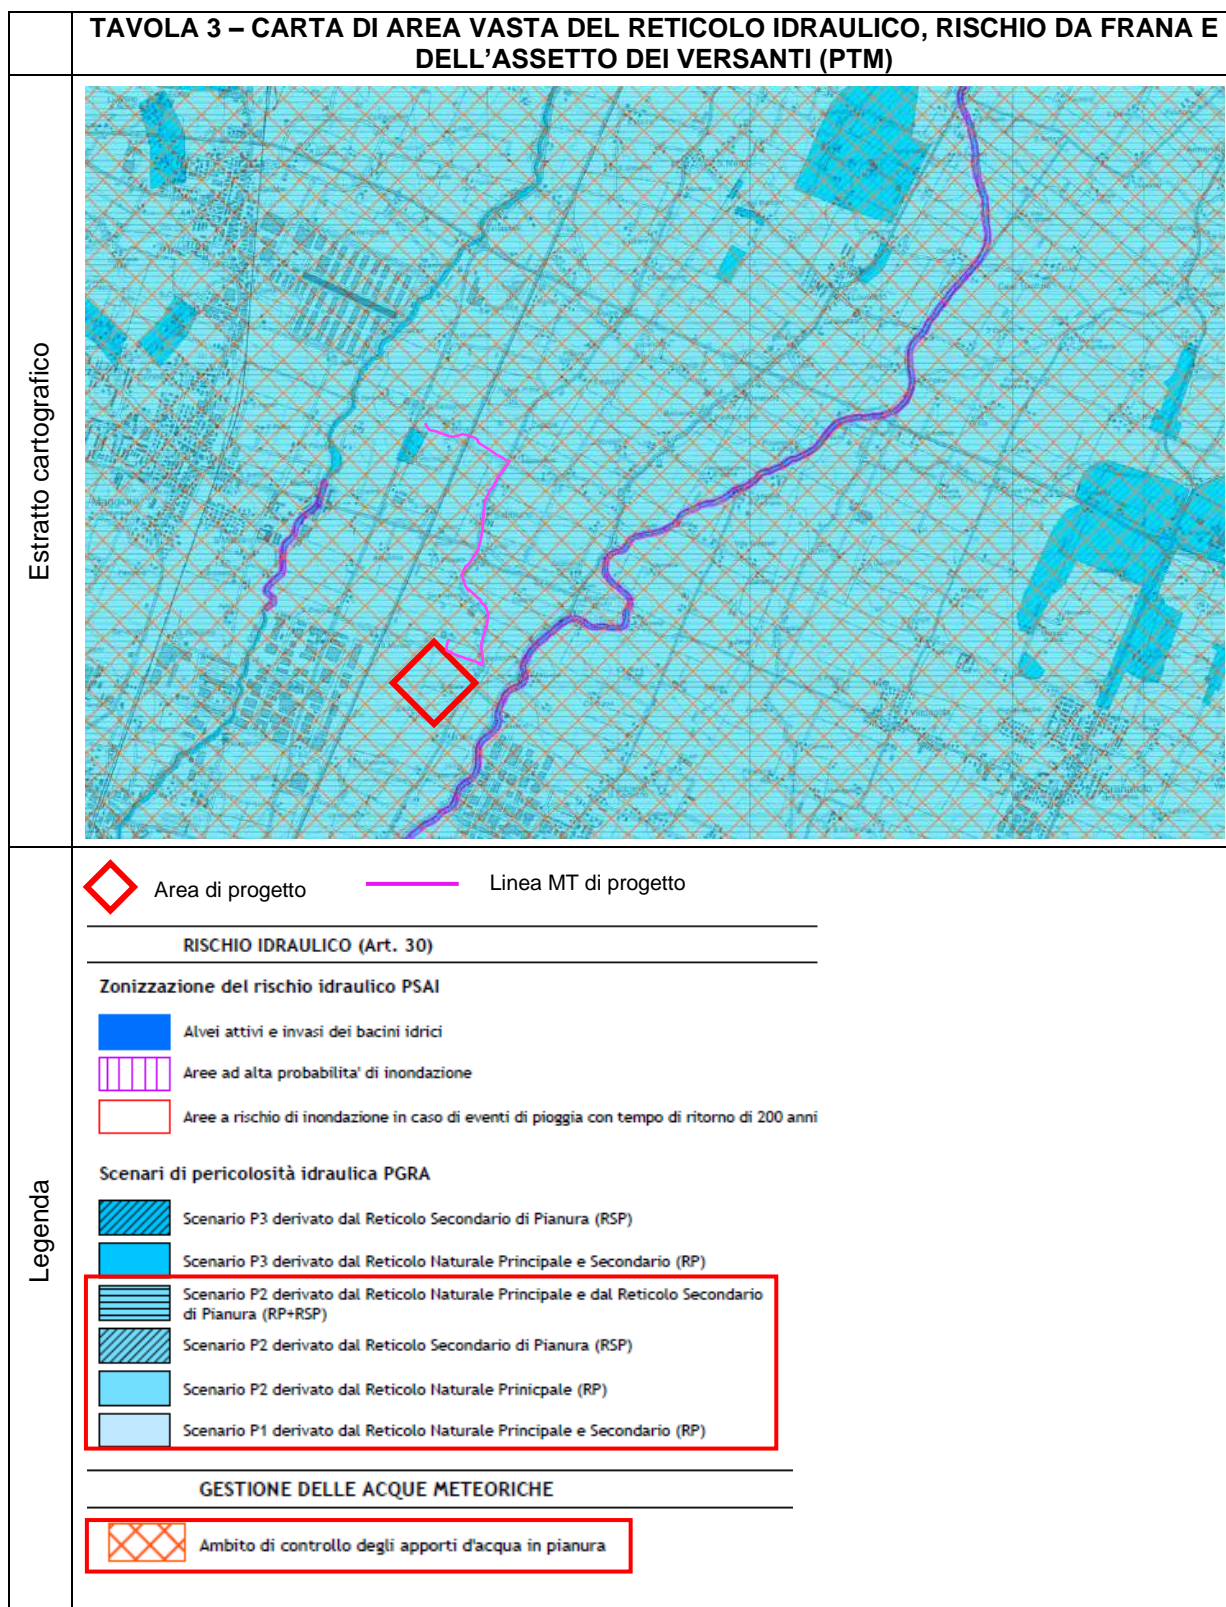 TAVOLA 3 – CARTA DI AREA VASTA DEL RETICOLO IDRAULICO, RISCHIO DA FRANA E
DELL’ASSETTO DEI VERSANTI (PTM)
Estratto cartografico
Legenda
Area di progetto
Linea MT di progetto
RISCHIO IDRAULICO (Art. 30)
Zonizzazione del rischio idraulico PSAI
Alvei attivi e invasi dei bacini idrici
Aree ad alta probabilita' di inondazione
Aree a rischio di inondazione in caso di eventi di pioggia con tempo di ritorno di 200 anni
Scenari di pericolosità idraulica PGRA
Scenario P3 derivato dal Reticolo Secondario di Pianura (RSP)
Scenario P3 derivato dal Reticolo Naturale Principale e Secondario (RP)
Scenario P2 derivato dal Reticolo Naturale Principale e dal Reticolo Secondario
di Pianura (RP+RSP)
Scenario P2 derivato dal Reticolo Secondario di Pianura (RSP)
Scenario P2 derivato dal Reticolo Naturale Prinicpale (RP)
Scenario P1 derivato dal Reticolo Naturale Principale e Secondario (RP)
GESTIONE DELLE ACQUE METEORICHE
Ambito di controllo degli apporti d'acqua in pianura